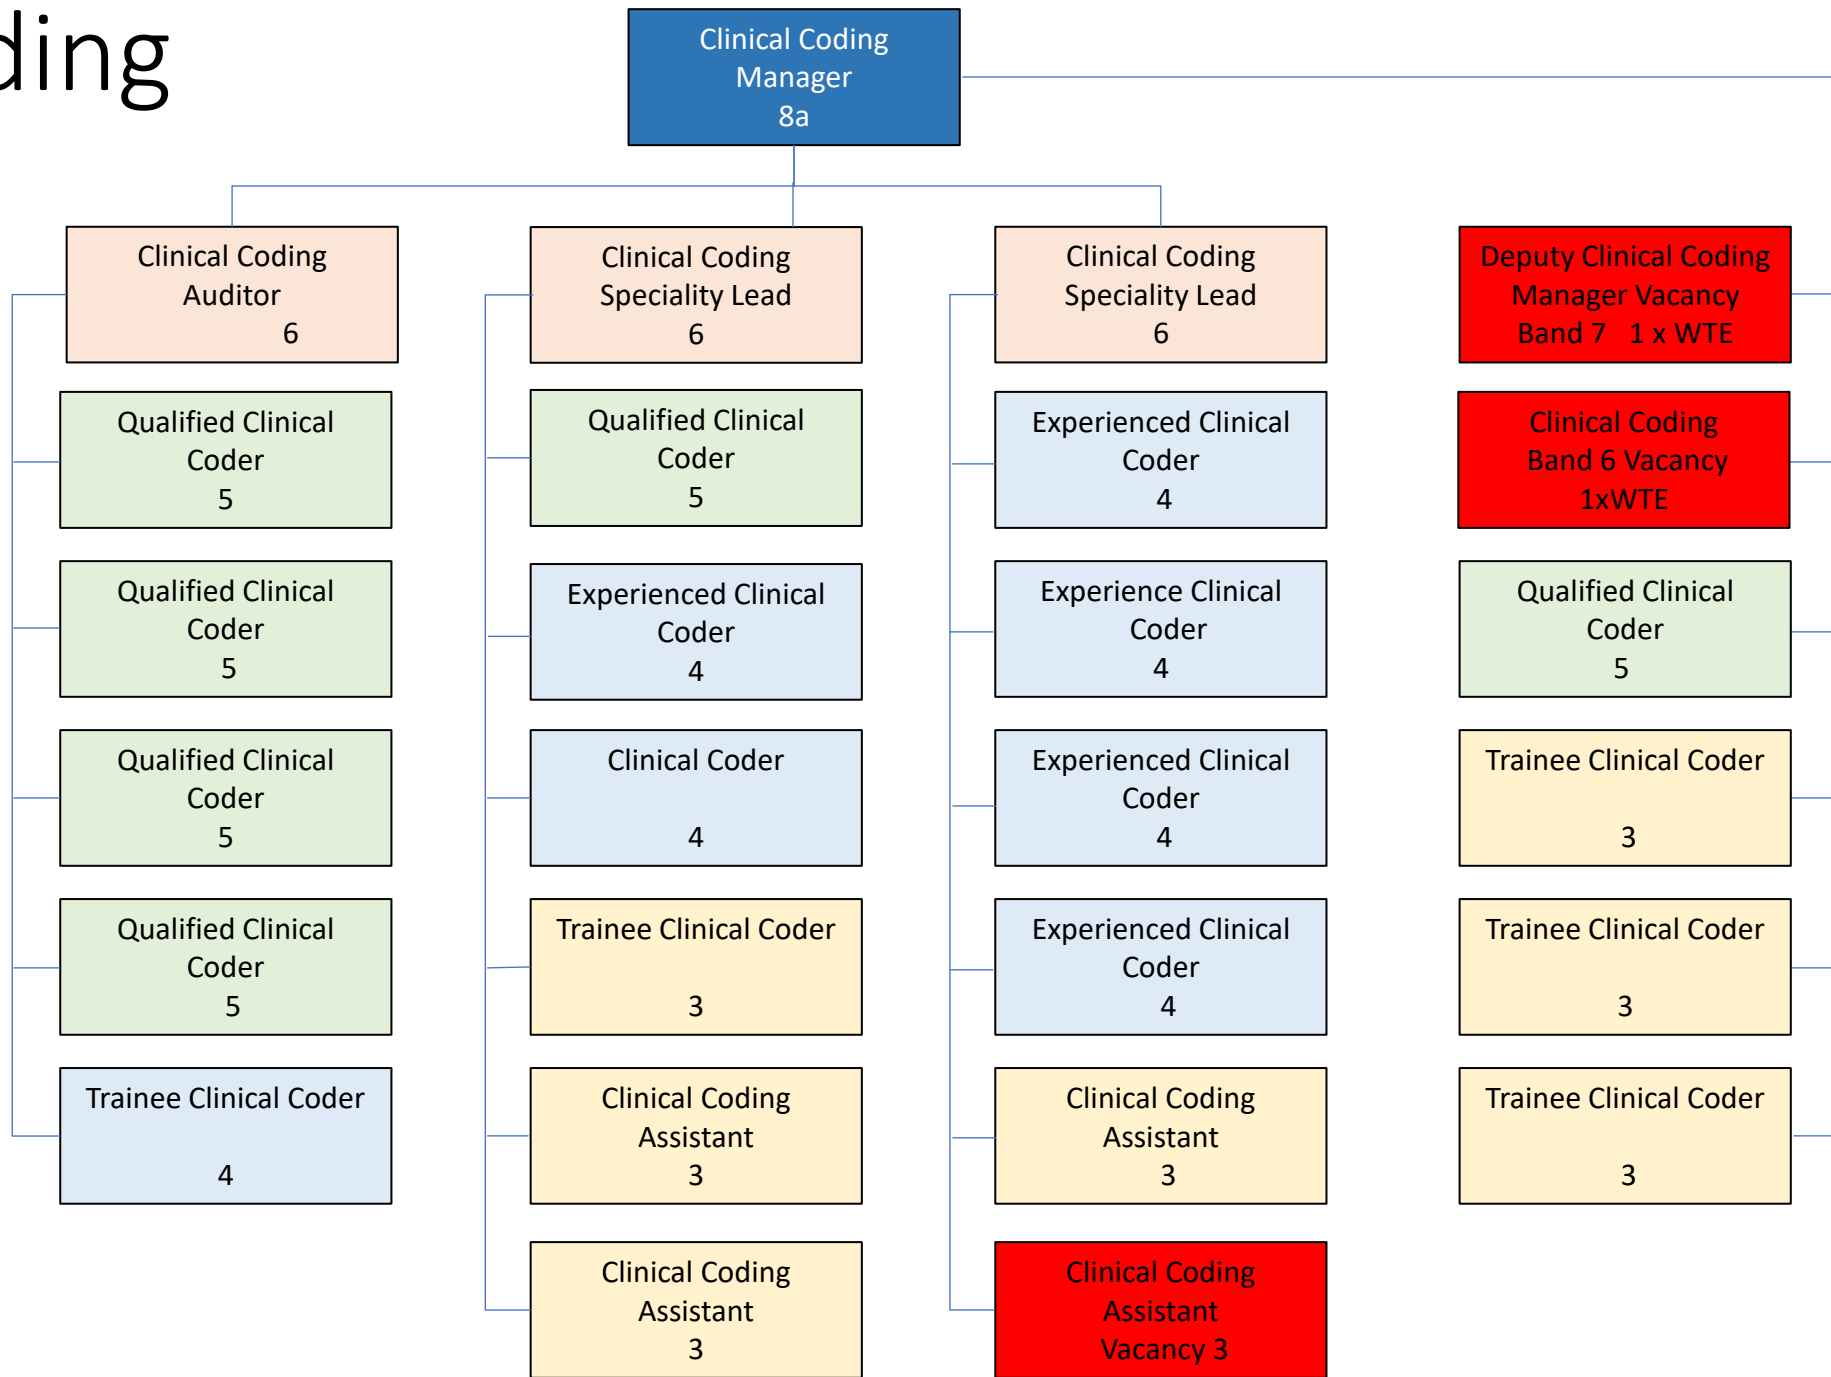 ding
Clinical Coding
Manager
8a
Clinical Coding
Auditor
6
Qualified Clinical
Coder
5
Qualified Clinical
Coder
5
Qualified Clinical
Coder
5
Qualified Clinical
Coder
5
Trainee Clinical Coder
4
Clinical Coding
Speciality Lead
6
Qualified Clinical
Coder
5
Experienced Clinical
Coder
4
Clinical Coder
4
Trainee Clinical Coder
3
Clinical Coding
Assistant
3
Clinical Coding
Assistant
3
Clinical Coding
Speciality Lead
6
Experienced Clinical
Coder
4
Experience Clinical
Coder
4
Experienced Clinical
Coder
4
Experienced Clinical
Coder
4
Clinical Coding
Assistant
3
Clinical Coding
Assistant
Vacancy 3
Deputy Clinical Coding
Manager Vacancy
Band 7 1 x WTE
Clinical Coding
Band 6 Vacancy
1xWTE
Qualified Clinical
Coder
5
Trainee Clinical Coder
3
Trainee Clinical Coder
3
Trainee Clinical Coder
3